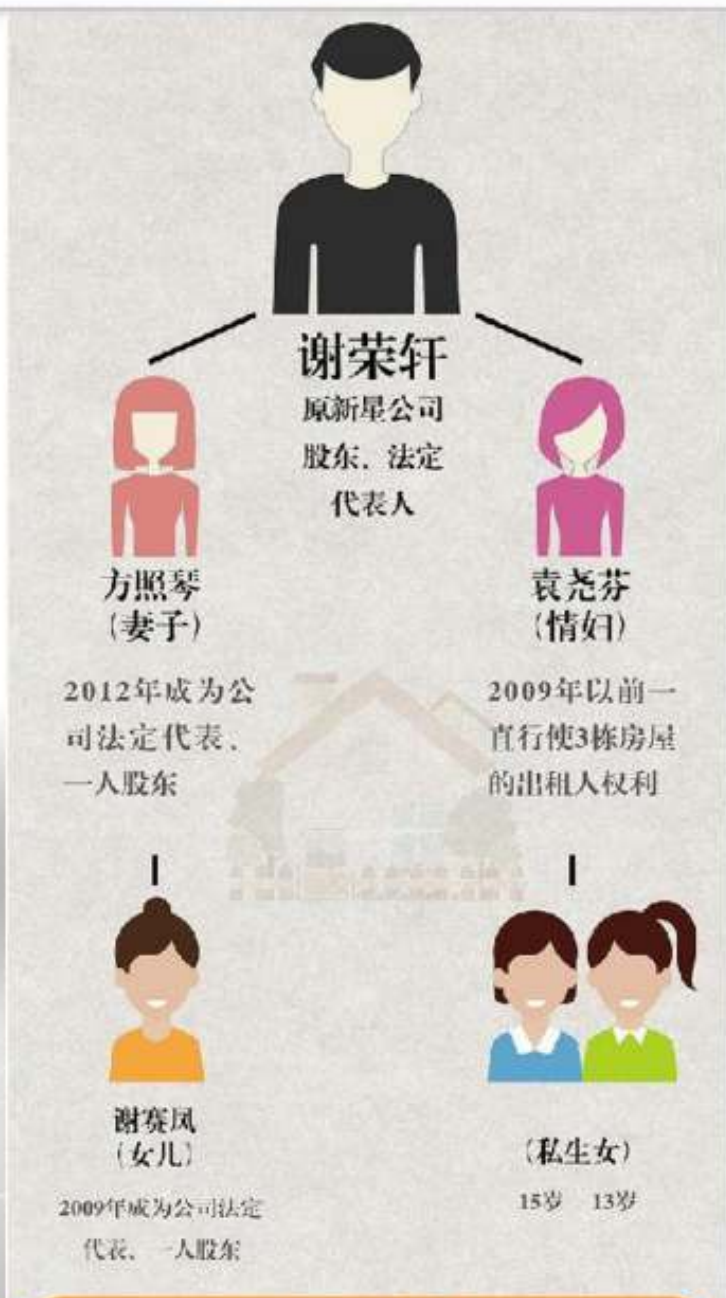 谢荣轩
原新星公司
股东、法定
代表人
方照琴
(妻子)
2012年成为公
司法定代表、
一人股东
袁尧芬
(情妇)
2009年以前一
直行使3栋房屋
的出租人权利
谢赛凤
(女儿)
2009年成为公司法定
代表、一人股东
(私生女)
15岁 13岁